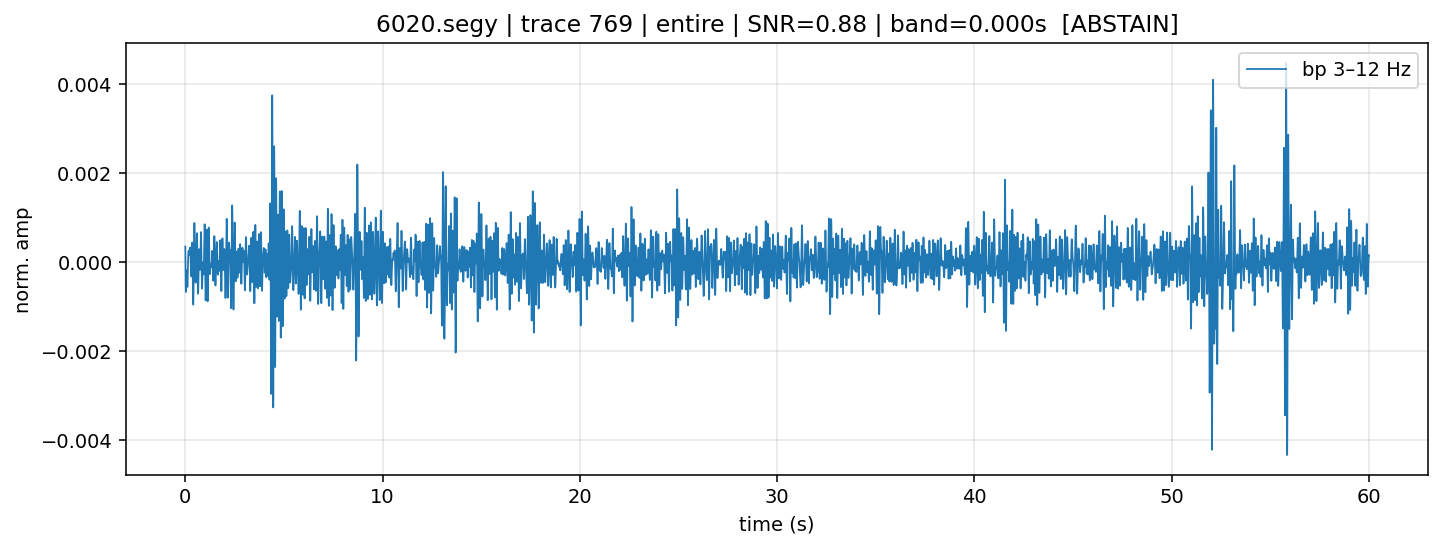 6020.segy | trace 769 | entire | SNR=0.88 | band=0.000s  [ABSTAIN]
bp 3–12 Hz
0.004
0.002
0.000
−0.002
−0.004
norm. amp
0 10 20 30 40 50 60
time (s)